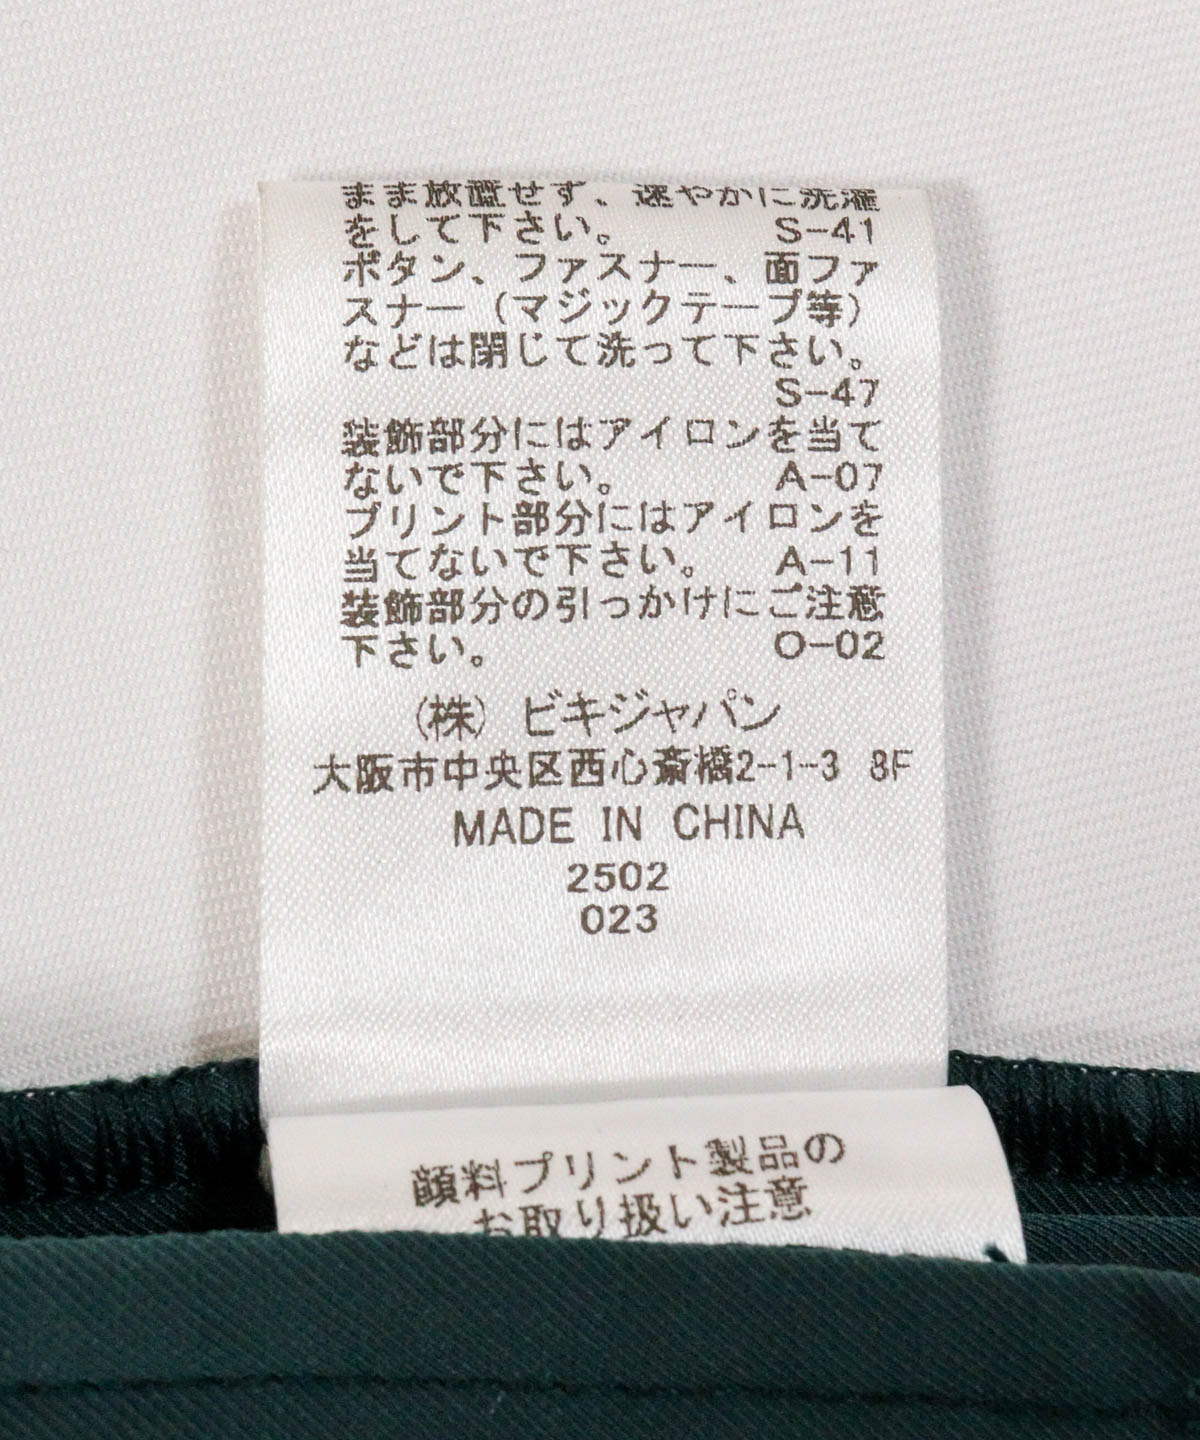 まま放置せず、速やかに洗濯
をして下さい。 S-41
ボタン、ファスナー、面ファ
スナー（マジックテープ等）
などは閉じて洗って下さい。
S-47
装飾部分にはアイロンを当て
ないで下さい。 A-07
プリント部分にはアイロンを
当てないで下さい。 A-11
装飾部分の引っかけにご注意
下さい。 O-02
（株）ビキジャパン
大阪市中央区西心斎橋2-1-3 8F
MADE IN CHINA
2502
023
顔料プリント製品の
お取り扱い注意